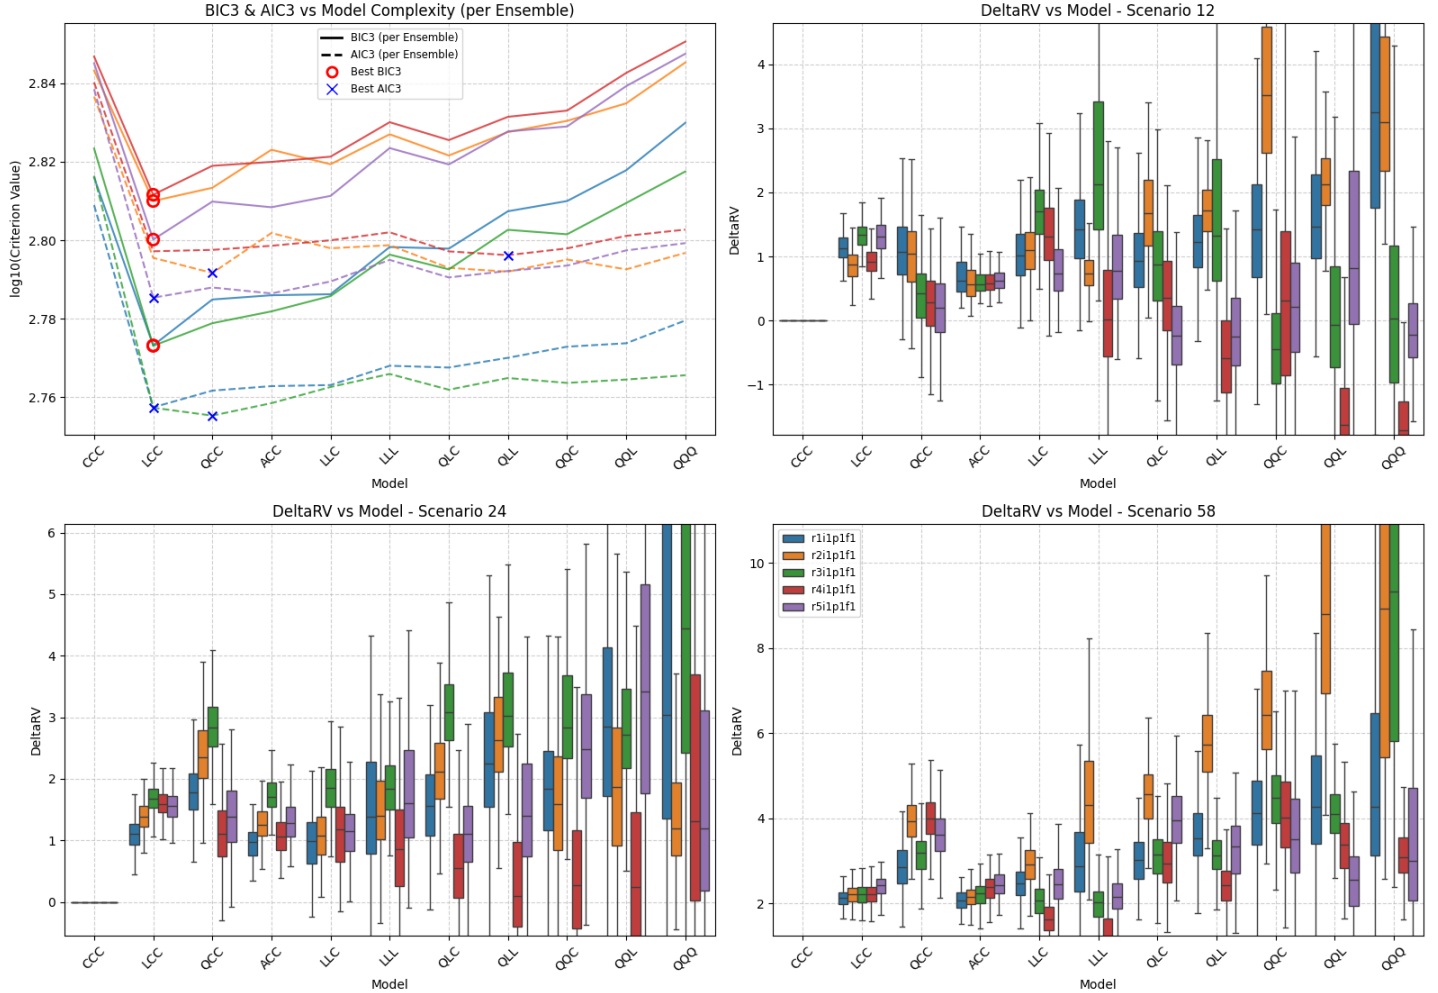 BIC3 & AIC3 vs Model Complexity (per Ensemble)
BIC3 (per Ensemble)
AIC3 (per Ensemble)
Best BIC3
Best AIC3
log10(Criterion Value)
2.84
2.82
2.80
2.78
2.76
CCC LCC QCC ACC LLC LLL QLC QLL QQC QQL QQQ
Model
DeltaRV vs Model - Scenario 12
DeltaRV
4
3
2
1
0
−1
CCC LCC QCC ACC LLC LLL QLC QLL QQC QQL QQQ
Model
DeltaRV vs Model - Scenario 24
DeltaRV
6
5
4
3
2
1
0
CCC LCC QCC ACC LLC LLL QLC QLL QQC QQL QQQ
Model
DeltaRV vs Model - Scenario 58
r1i1p1f1
r2i1p1f1
r3i1p1f1
r4i1p1f1
r5i1p1f1
DeltaRV
10
8
6
4
2
CCC LCC QCC ACC LLC LLL QLC QLL QQC QQL QQQ
Model